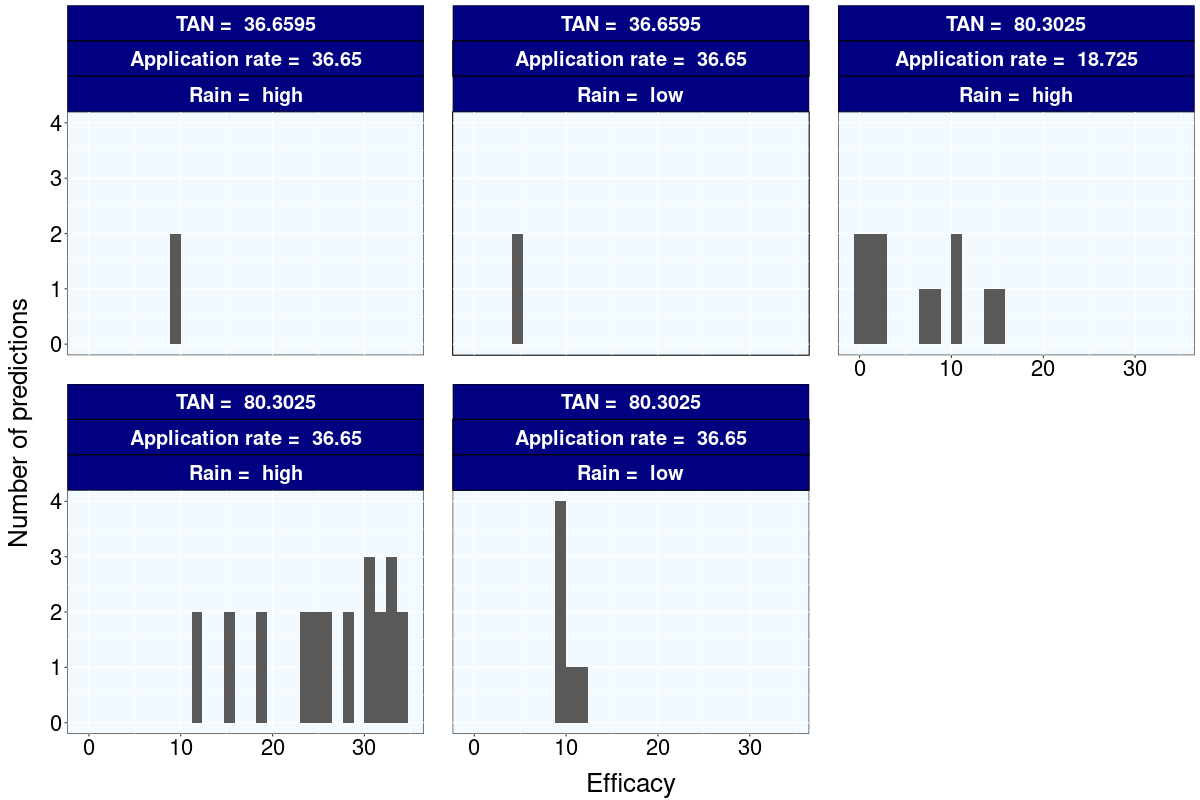 TAN = 36.6595
Application rate = 36.65
Rain = high
TAN = 36.6595
Application rate = 36.65
Rain = low
TAN = 80.3025
Application rate = 18.725
Rain = high
4
3
2
1
0
0 10 20 30
Number of predictions
TAN = 80.3025
Application rate = 36.65
Rain = high
TAN = 80.3025
Application rate = 36.65
Rain = low
4
3
2
1
0
0 10 20 30
0 10 20 30
Efficacy